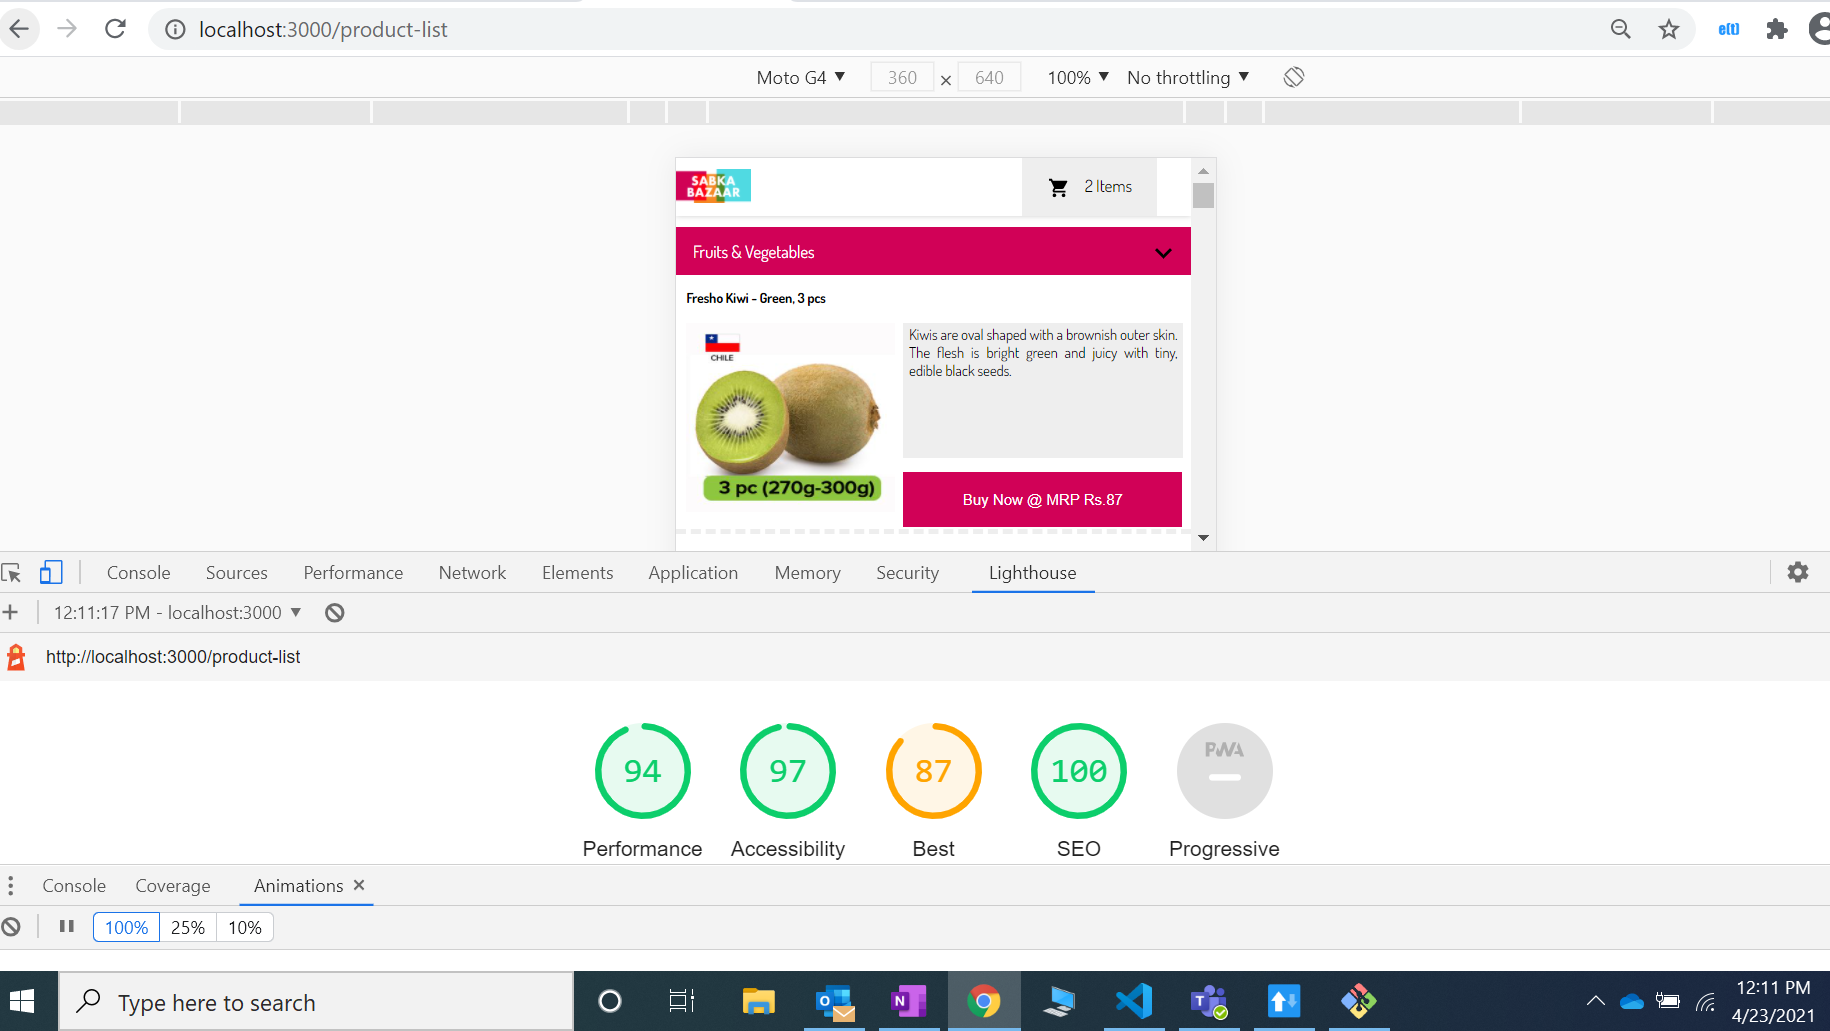 localhost:3000/product-list
e(t)
Moto G4 ▼ 360 × 640 100% ▼ No throttling ▼
SABKA
BAZAAR
2 Items
Fruits & Vegetables
Fresho Kiwi - Green, 3 pcs
CHILE
3 pc (270g-300g)
Kiwis are oval shaped with a brownish outer skin.
The flesh is bright green and juicy with tiny,
edible black seeds.
Buy Now @ MRP Rs.87
Console Sources Performance Network Elements Application Memory Security Lighthouse
12:11:17 PM - localhost:3000 ▼
http://localhost:3000/product-list
94 97 87 100 PWA
Performance Accessibility Best SEO Progressive
Console Coverage Animations ×
100% 25% 10%
Type here to search
12:11 PM
4/23/2021